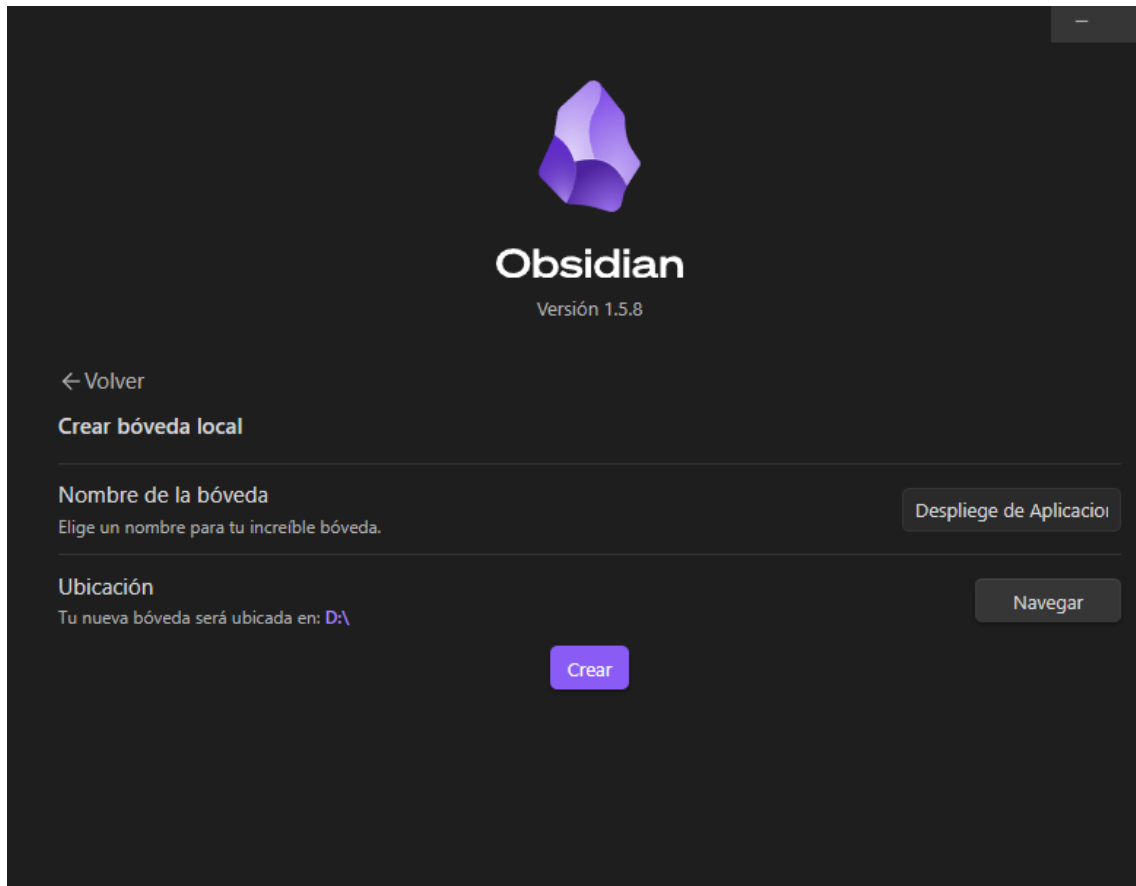 Obsidian
Versión 1.5.8
Volver
Crear bóveda local
Nombre de la bóveda
Elige un nombre para tu increíble bóveda.
Despliege de Aplicacio
Ubicación
Tu nueva bóveda será ubicada en: D:\
Navegar
Crear